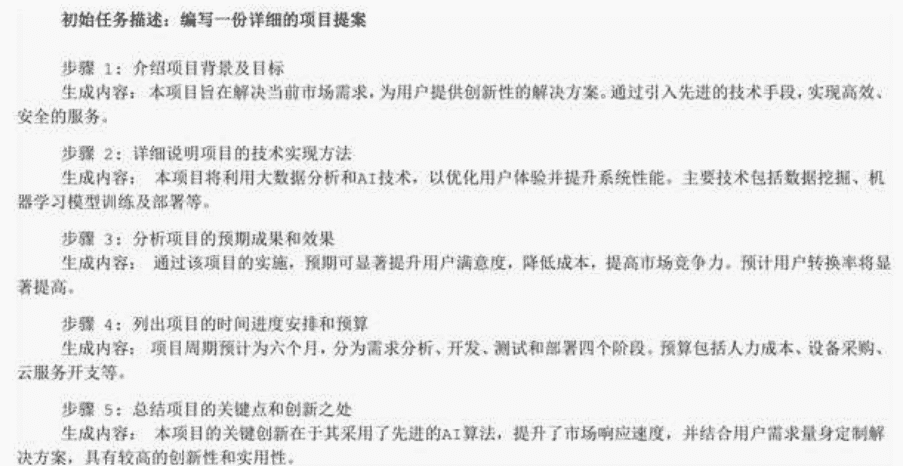 初始任务描述：编写一份详细的项目提案
步骤 1：介绍项目背景及目标
生成内容： 本项目旨在解决当前市场需求，为用户提供创新性的解决方案。通过引入先进的技术手段，实现高效、
安全的服务。
步骤 2：详细说明项目的技术实现方法
生成内容： 本项目将利用大数据分析和AI技术，以优化用户体验并提升系统性能。主要技术包括数据挖掘、机
器学习模型训练及部署等。
步骤 3：分析项目的预期成果和效果
生成内容： 通过该项目的实施，预期可显著提升用户满意度，降低成本，提高市场竞争力。预计用户转换率将显
著提高。
步骤 4：列出项目的时间进度安排和预算
生成内容： 项目周期预计为六个月，分为需求分析、开发、测试和部署四个阶段。预算包括人力成本、设备采购、
云服务开支等。
步骤 5：总结项目的关键点和创新之处
生成内容： 本项目的关键创新在于其采用了先进的AI算法，提升了市场响应速度，并结合用户需求量身定制解
决方案，具有较高的创新性和实用性。